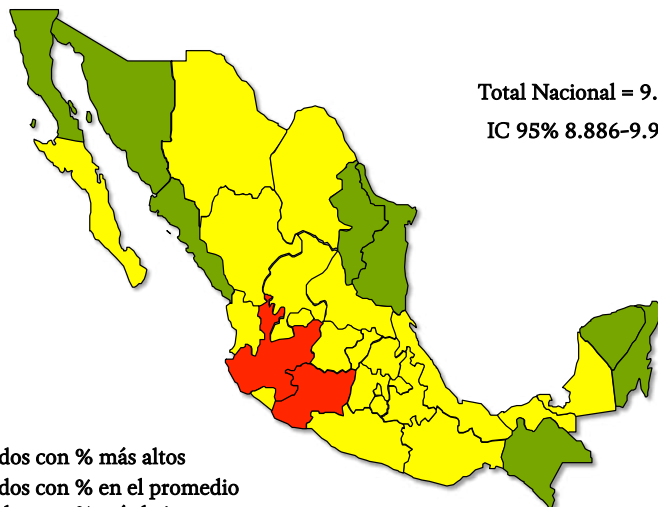 Total Nacional = 9.
IC 95% 8.886-9.9
dos con % más altos
dos con % en el promedio